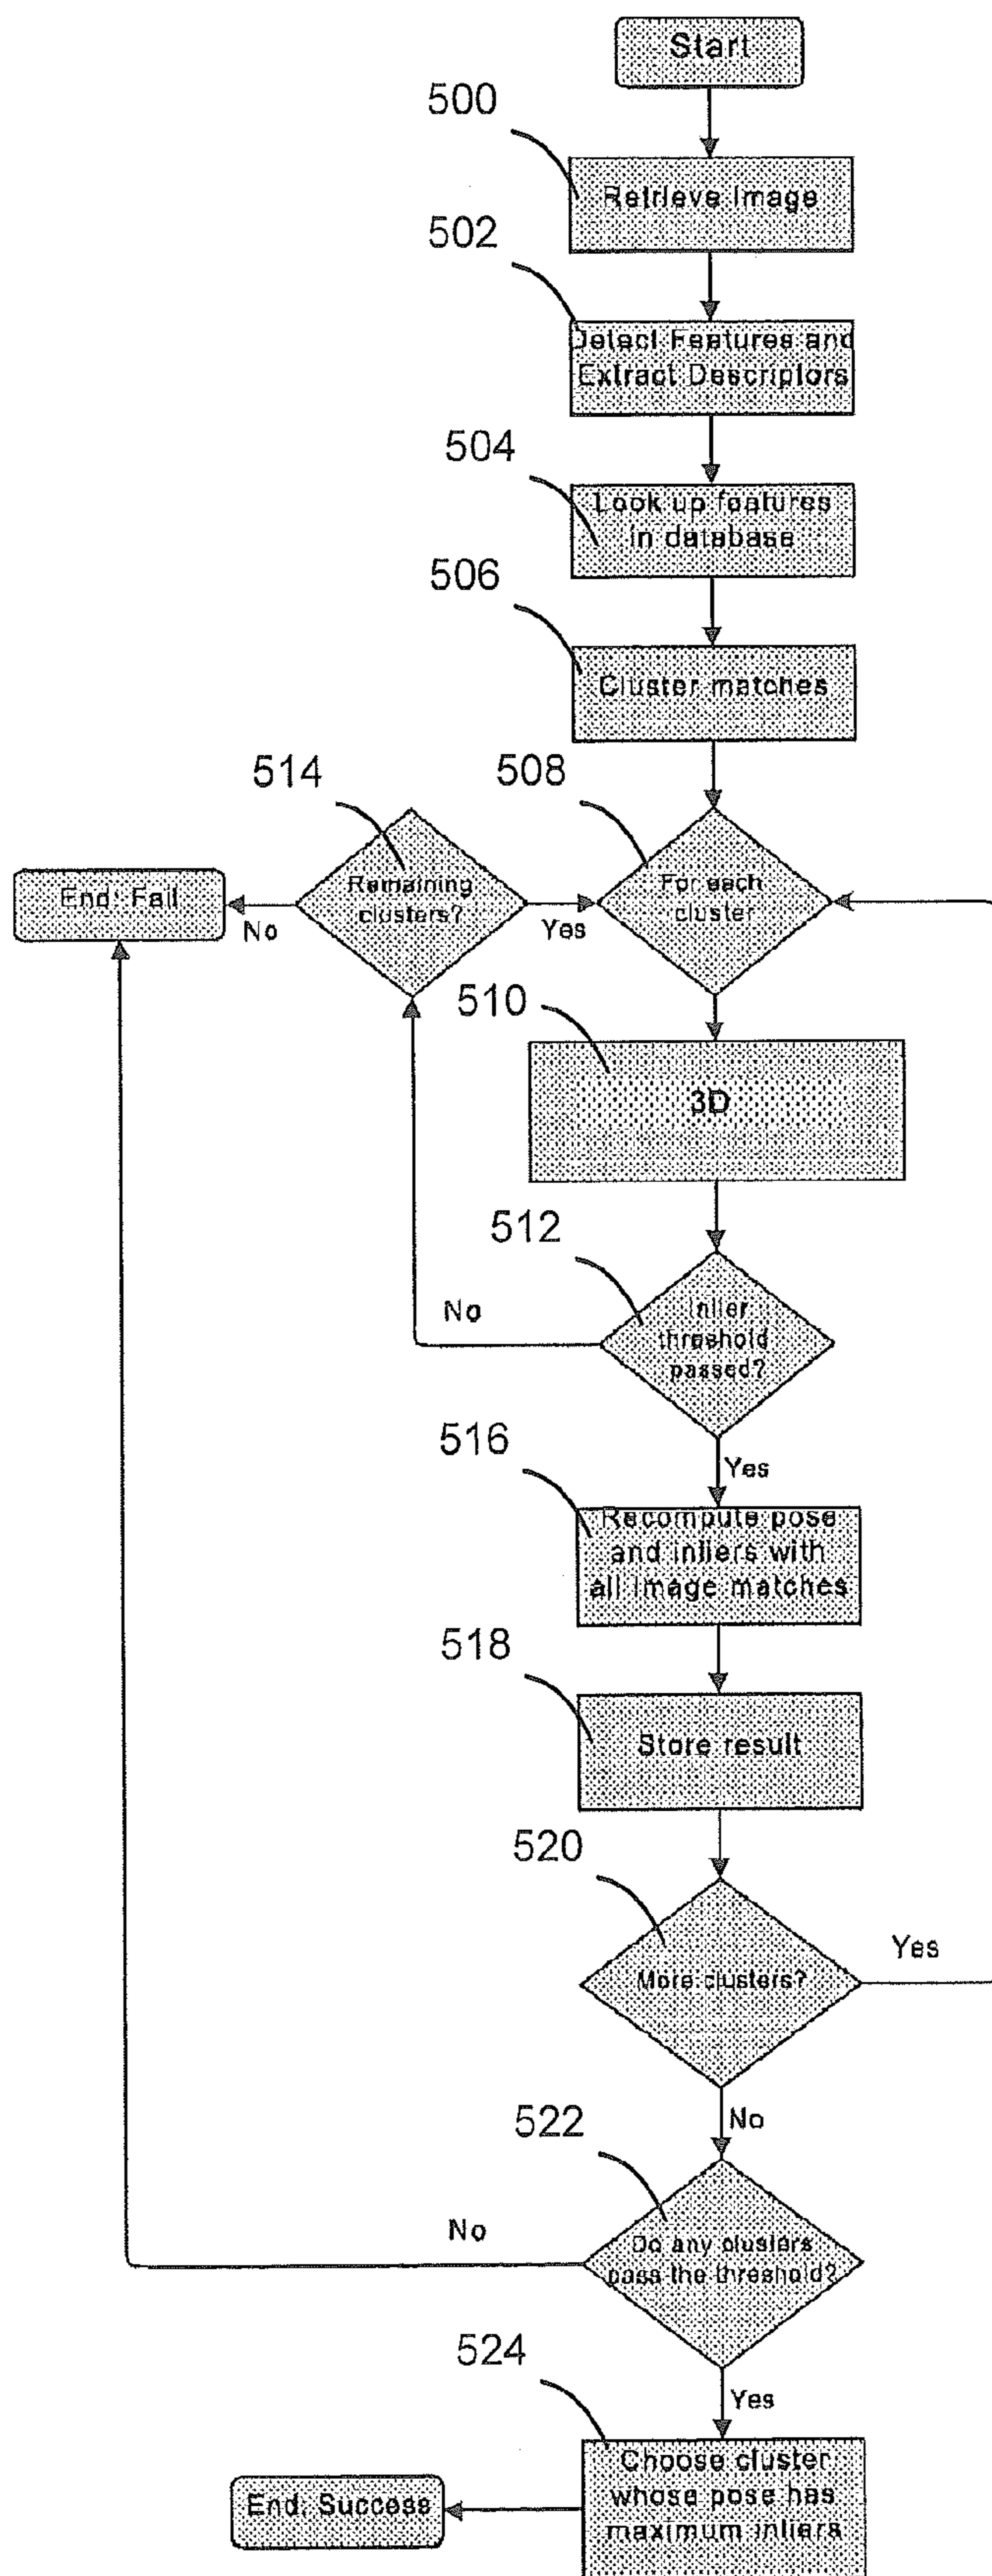 Start
500
Retrieve Image
502
Detect Features and
Extract Descriptors
504
Look up features
in database
506
Cluster matches
514
508
End: Fail
No
Remaining
clusters?
Yes
For each
cluster
510
3D
512
No
Inlier
threshold
passed?
Yes
516
Recompute pose
and inliers with
all image matches
518
Store result
520
More clusters?
Yes
No
522
No
Do any clusters
pass the threshold?
Yes
524
Choose cluster
whose pose has
maximum inliers
End: Success